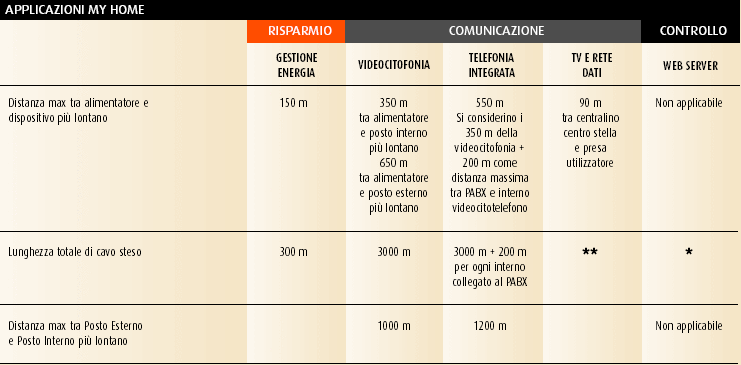 APPLICAZIONI MY HOME
RISPARMIO COMUNICAZIONE CONTROLLO
GESTIONE ENERGIA VIDEOCITOFONIA TELEFONIA INTEGRATA TV E RETE DATI WEB SERVER
Distanza max tra alimentatore e
dispositivo più lontano
150 m
350 m
tra alimentatore
e posto interno
più lontano
650 m
tra alimentatore
e posto esterno
più lontano
550 m
Si considerino i
350 m della
videocitofonia +
200 m come
distanza massima
tra PABX e interno
videocitotelefono
90 m
tra centralino
centro stella
e presa
utilizzatore
Non applicabile
Lunghezza totale di cavo steso
300 m
3000 m
3000 m + 200 m
per ogni interno
collegato al PABX
**
*
Distanza max tra Posto Esterno
e Posto Interno più lontano
1000 m
1200 m
Non applicabile